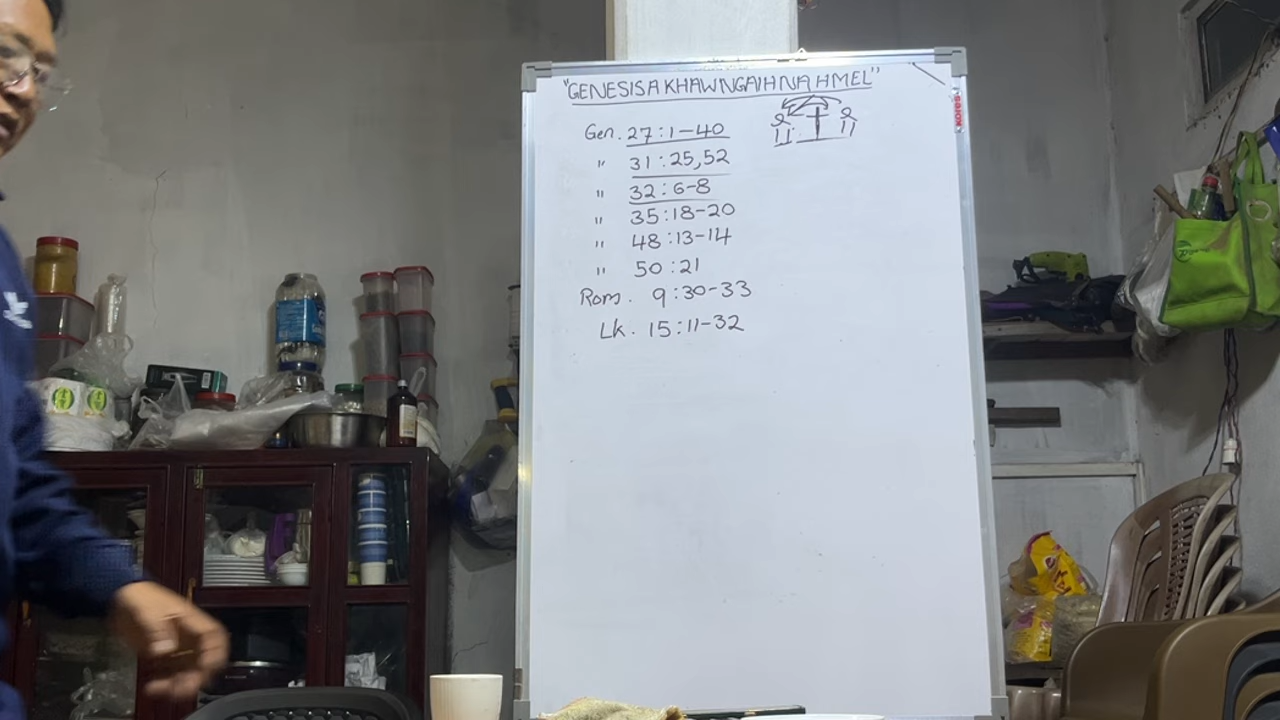 "GENESISA KHAWNGAIHNA HMEL"
Gen. 27:1-40
" 31:25,52
" 32:6-8
" 35:18-20
" 48:13-14
" 50:21
Rom. 9:30-33
Lk. 15:11-32